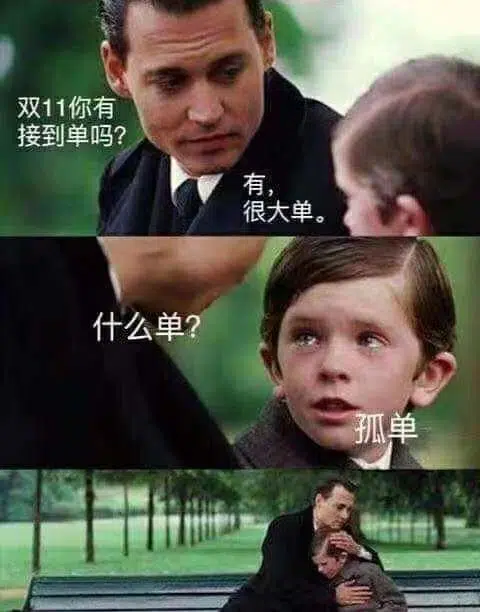 双11你有
接到单吗?
有，
很大单。
什么单?
孤单